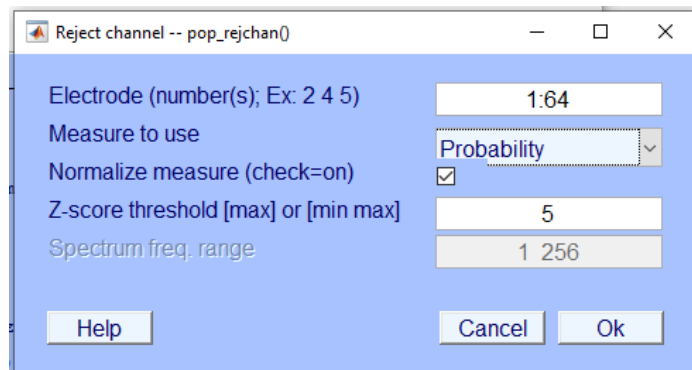 Reject channel -- pop_rejchan()
Electrode (number(s); Ex: 2 4 5) 1:64
Measure to use Probability
Normalize measure (check=on)
Z-score threshold [max] or [min max] 5
Spectrum freq. range 1 256
Help Cancel Ok